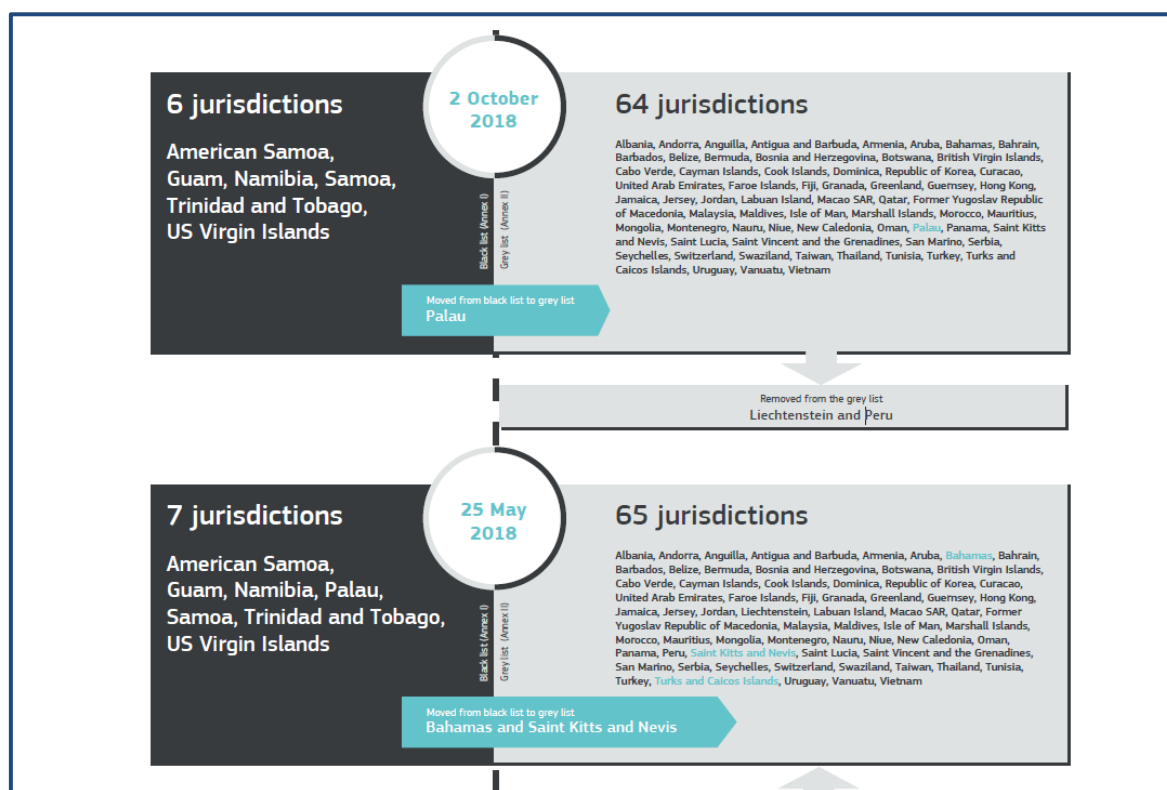 6 jurisdictions
American Samoa,
Guam, Namibia, Samoa,
Trinidad and Tobago,
US Virgin Islands
2 October
2018
Black list (Annex I)
Grey list (Annex II)
64 jurisdictions
Albania, Andorra, Anguilla, Antigua and Barbuda, Armenia, Aruba, Bahamas, Bahrain,
Barbados, Belize, Bermuda, Bosnia and Herzegovina, Botswana, British Virgin Islands,
Cabo Verde, Cayman Islands, Cook Islands, Dominica, Republic of Korea, Curacao,
United Arab Emirates, Faroe Islands, Fiji, Granada, Greenland, Guernsey, Hong Kong,
Jamaica, Jersey, Jordan, Labuan Island, Macao SAR, Qatar, Former Yugoslav Republic
of Macedonia, Malaysia, Maldives, Isle of Man, Marshall Islands, Morocco, Mauritius,
Mongolia, Montenegro, Nauru, Niue, New Caledonia, Oman, Palau, Panama, Saint Kitts
and Nevis, Saint Lucia, Saint Vincent and the Grenadines, San Marino, Serbia,
Seychelles, Switzerland, Swaziland, Taiwan, Thailand, Tunisia, Turkey, Turks and
Caicos Islands, Uruguay, Vanuatu, Vietnam
Moved from black list to grey list
Palau
Removed from the grey list
Liechtenstein and Peru
7 jurisdictions
American Samoa,
Guam, Namibia, Palau,
Samoa, Trinidad and Tobago,
US Virgin Islands
25 May
2018
Black list (Annex I)
Grey list (Annex II)
65 jurisdictions
Albania, Andorra, Anguilla, Antigua and Barbuda, Armenia, Aruba, Bahamas, Bahrain,
Barbados, Belize, Bermuda, Bosnia and Herzegovina, Botswana, British Virgin Islands,
Cabo Verde, Cayman Islands, Cook Islands, Dominica, Republic of Korea, Curacao,
United Arab Emirates, Faroe Islands, Fiji, Granada, Greenland, Guernsey, Hong Kong,
Jamaica, Jersey, Jordan, Liechtenstein, Labuan Island, Macao SAR, Qatar, Former
Yugoslav Republic of Macedonia, Malaysia, Maldives, Isle of Man, Marshall Islands,
Morocco, Mauritius, Mongolia, Montenegro, Nauru, Niue, New Caledonia, Oman,
Panama, Peru, Saint Kitts and Nevis, Saint Lucia, Saint Vincent and the Grenadines,
San Marino, Serbia, Seychelles, Switzerland, Swaziland, Taiwan, Thailand, Tunisia,
Turkey, Turks and Caicos Islands, Uruguay, Vanuatu, Vietnam
Moved from black list to grey list
Bahamas and Saint Kitts and Nevis